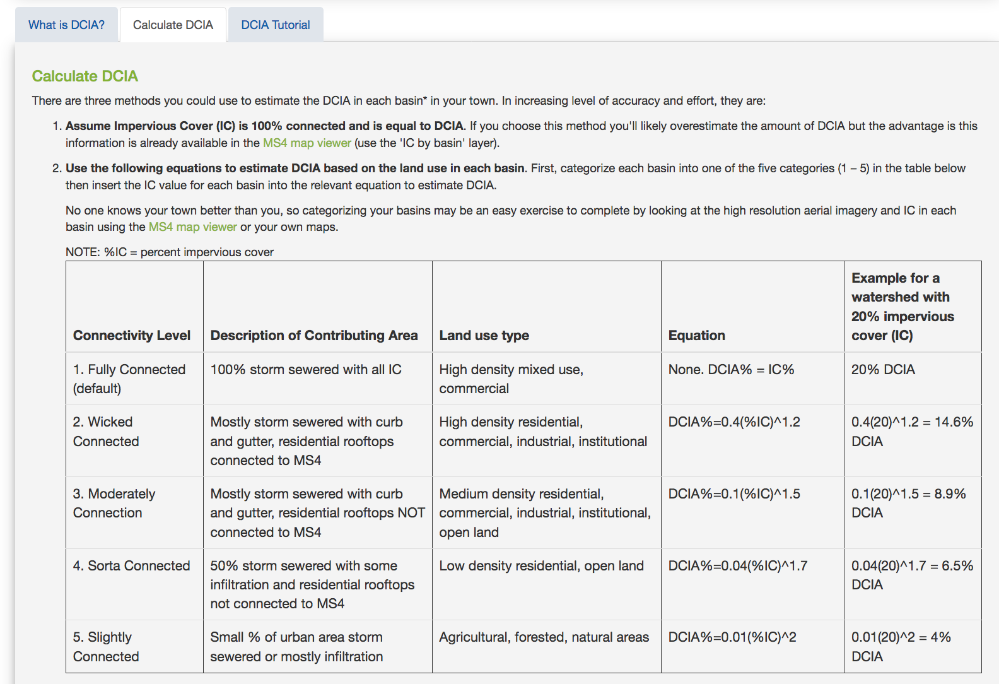 What is DCIA?
Calculate DCIA
DCIA Tutorial
Calculate DCIA
There are three methods you could use to estimate the DCIA in each basin* in your town. In increasing level of accuracy and effort, they are:
1. Assume Impervious Cover (IC) is 100% connected and is equal to DCIA. If you choose this method you'll likely overestimate the amount of DCIA but the advantage is this
information is already available in the MS4 map viewer (use the 'IC by basin' layer).
2. Use the following equations to estimate DCIA based on the land use in each basin. First, categorize each basin into one of the five categories (1 – 5) in the table below
then insert the IC value for each basin into the relevant equation to estimate DCIA.
No one knows your town better than you, so categorizing your basins may be an easy exercise to complete by looking at the high resolution aerial imagery and IC in each
basin using the MS4 map viewer or your own maps.
NOTE: %IC = percent impervious cover
Connectivity Level
Description of Contributing Area
Land use type
Equation
Example for a
watershed with
20% impervious
cover (IC)
1. Fully Connected
(default)
100% storm sewered with all IC
High density mixed use,
commercial
None. DCIA% = IC%
20% DCIA
2. Wicked
Connected
Mostly storm sewered with curb
and gutter, residential rooftops
connected to MS4
High density residential,
commercial, industrial, institutional
DCIA%=0.4(%IC)^1.2
0.4(20)^1.2 = 14.6%
DCIA
3. Moderately
Connection
Mostly storm sewered with curb
and gutter, residential rooftops NOT
connected to MS4
Medium density residential,
commercial, industrial, institutional,
open land
DCIA%=0.1(%IC)^1.5
0.1(20)^1.5 = 8.9%
DCIA
4. Sorta Connected
50% storm sewered with some
infiltration and residential rooftops
not connected to MS4
Low density residential, open land
DCIA%=0.04(%IC)^1.7
0.04(20)^1.7 = 6.5%
DCIA
5. Slightly
Connected
Small % of urban area storm
sewered or mostly infiltration
Agricultural, forested, natural areas
DCIA%=0.01(%IC)^2
0.01(20)^2 = 4%
DCIA